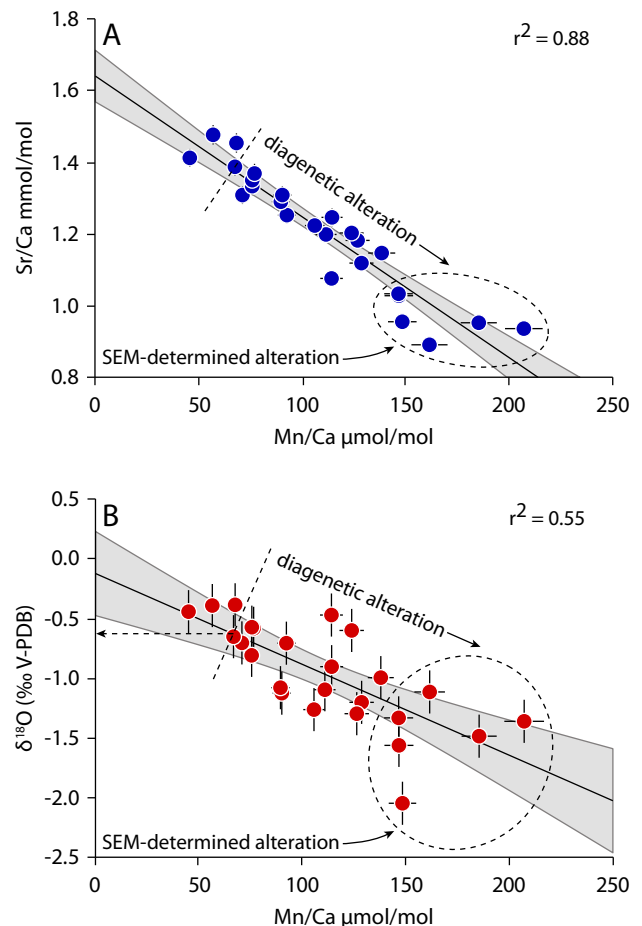 A
r² = 0.88
1.8
1.6
1.4
1.2
1.0
0.8
Sr/Ca mmol/mol
diagenetic alteration
SEM-determined alteration
0
50
100
150
200
250
Mn/Ca μmol/mol
B
r² = 0.55
0.5
0.0
-0.5
-1.0
-1.5
-2.0
-2.5
δ¹⁸O (‰ V-PDB)
diagenetic alteration
SEM-determined alteration
0
50
100
150
200
250
Mn/Ca μmol/mol